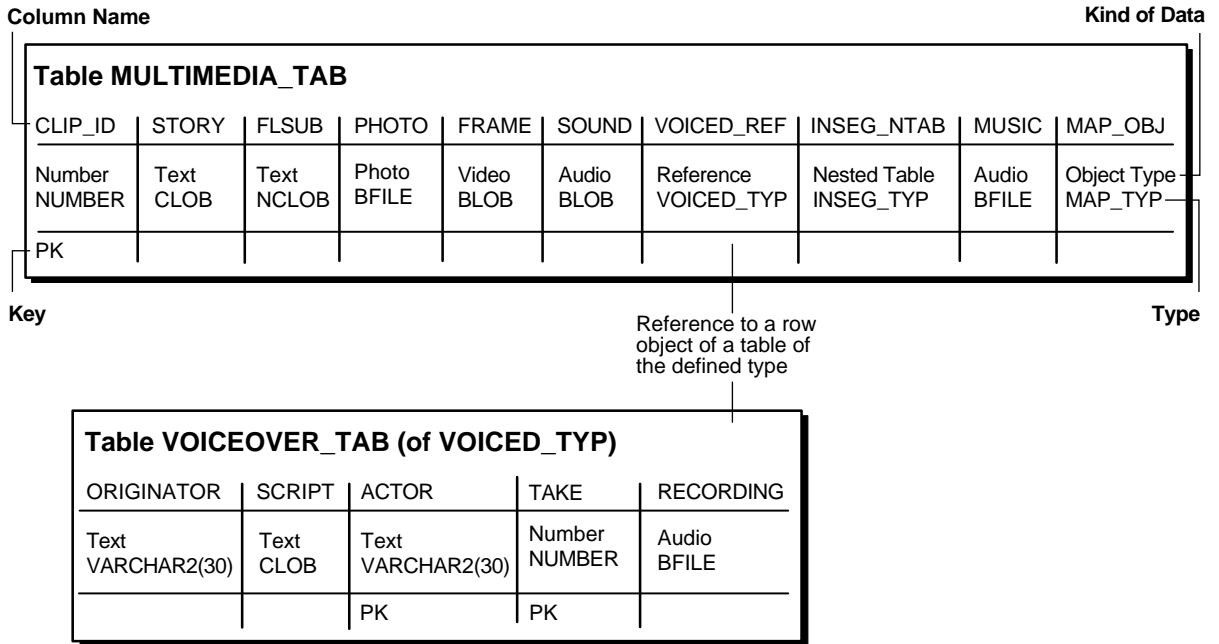 Column Name
Kind of Data
Table MULTIMEDIA_TAB
CLIP_ID STORY FLSUB PHOTO FRAME SOUND VOICED_REF INSEG_NTAB MUSIC MAP_OBJ
Number Text Text Photo Video Audio Reference Nested Table Audio Object Type
NUMBER CLOB NCLOB BFILE BLOB BLOB VOICED_TYP INSEG_TYP BFILE MAP_TYP
PK
Key
Type
Reference to a row
object of a table of
the defined type
Table VOICEOVER_TAB (of VOICED_TYP)
ORIGINATOR SCRIPT ACTOR TAKE RECORDING
Text Text Text Number Audio
VARCHAR2(30) CLOB VARCHAR2(30) NUMBER BFILE
PK PK